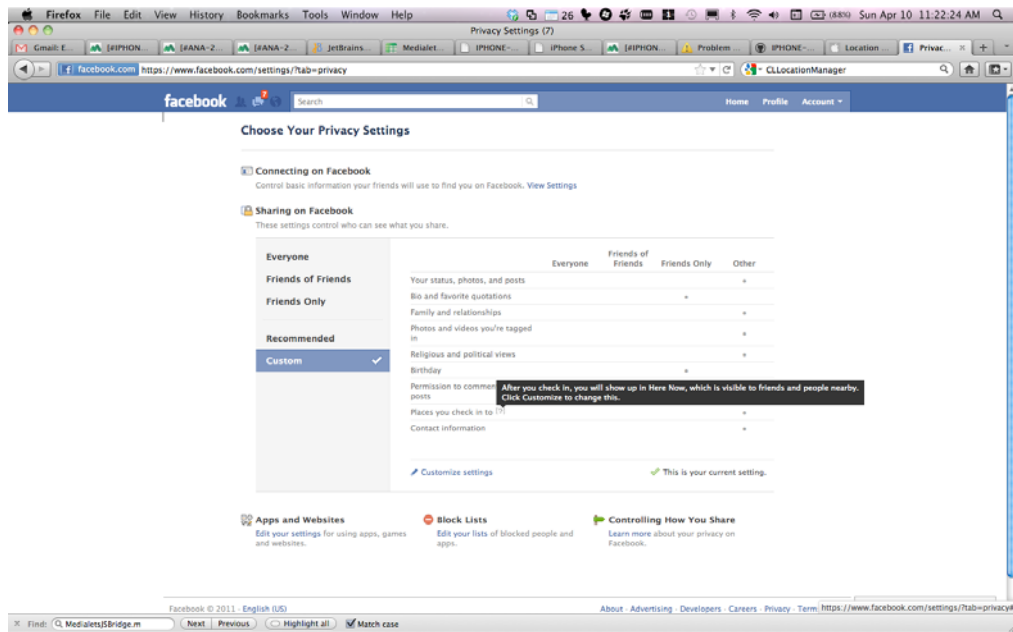 Firefox File Edit View History Bookmarks Tools Window Help 26 (88%) Sun Apr 10 11:22:24 AM
Privacy Settings (7)
Gmail: E... [#IPHON... [#ANA-2... [#ANA-2... JetBrains... Medialet... IPHONE-... iPhone S... [#IPHON... Problem ... IPHONE-... Location ... Privac...
facebook.com https://www.facebook.com/settings/?tab=privacy CLLocationManager
facebook Search Home Profile Account
Choose Your Privacy Settings
Connecting on Facebook
Control basic information your friends will use to find you on Facebook. View Settings
Sharing on Facebook
These settings control who can see what you share.
Everyone
Friends of Friends
Friends Only
Recommended
Custom
Everyone Friends of Friends Friends Only Other
Your status, photos, and posts
Bio and favorite quotations
Family and relationships
Photos and videos you're tagged
in
Religious and political views
Birthday
Permission to commen
posts
After you check in, you will show up in Here Now, which is visible to friends and people nearby.
Click Customize to change this.
Places you check in to [?]
Contact information
Customize settings This is your current setting.
Apps and Websites
Edit your settings for using apps, games
and websites.
Block Lists
Edit your lists of blocked people and
apps.
Controlling How You Share
Learn more about your privacy on
Facebook.
Facebook © 2011 · English (US) About · Advertising · Developers · Careers · Privacy · Term
https://www.facebook.com/settings/?tab=privacy#
Find: MedialetsJSBridge.m Next Previous Highlight all Match case